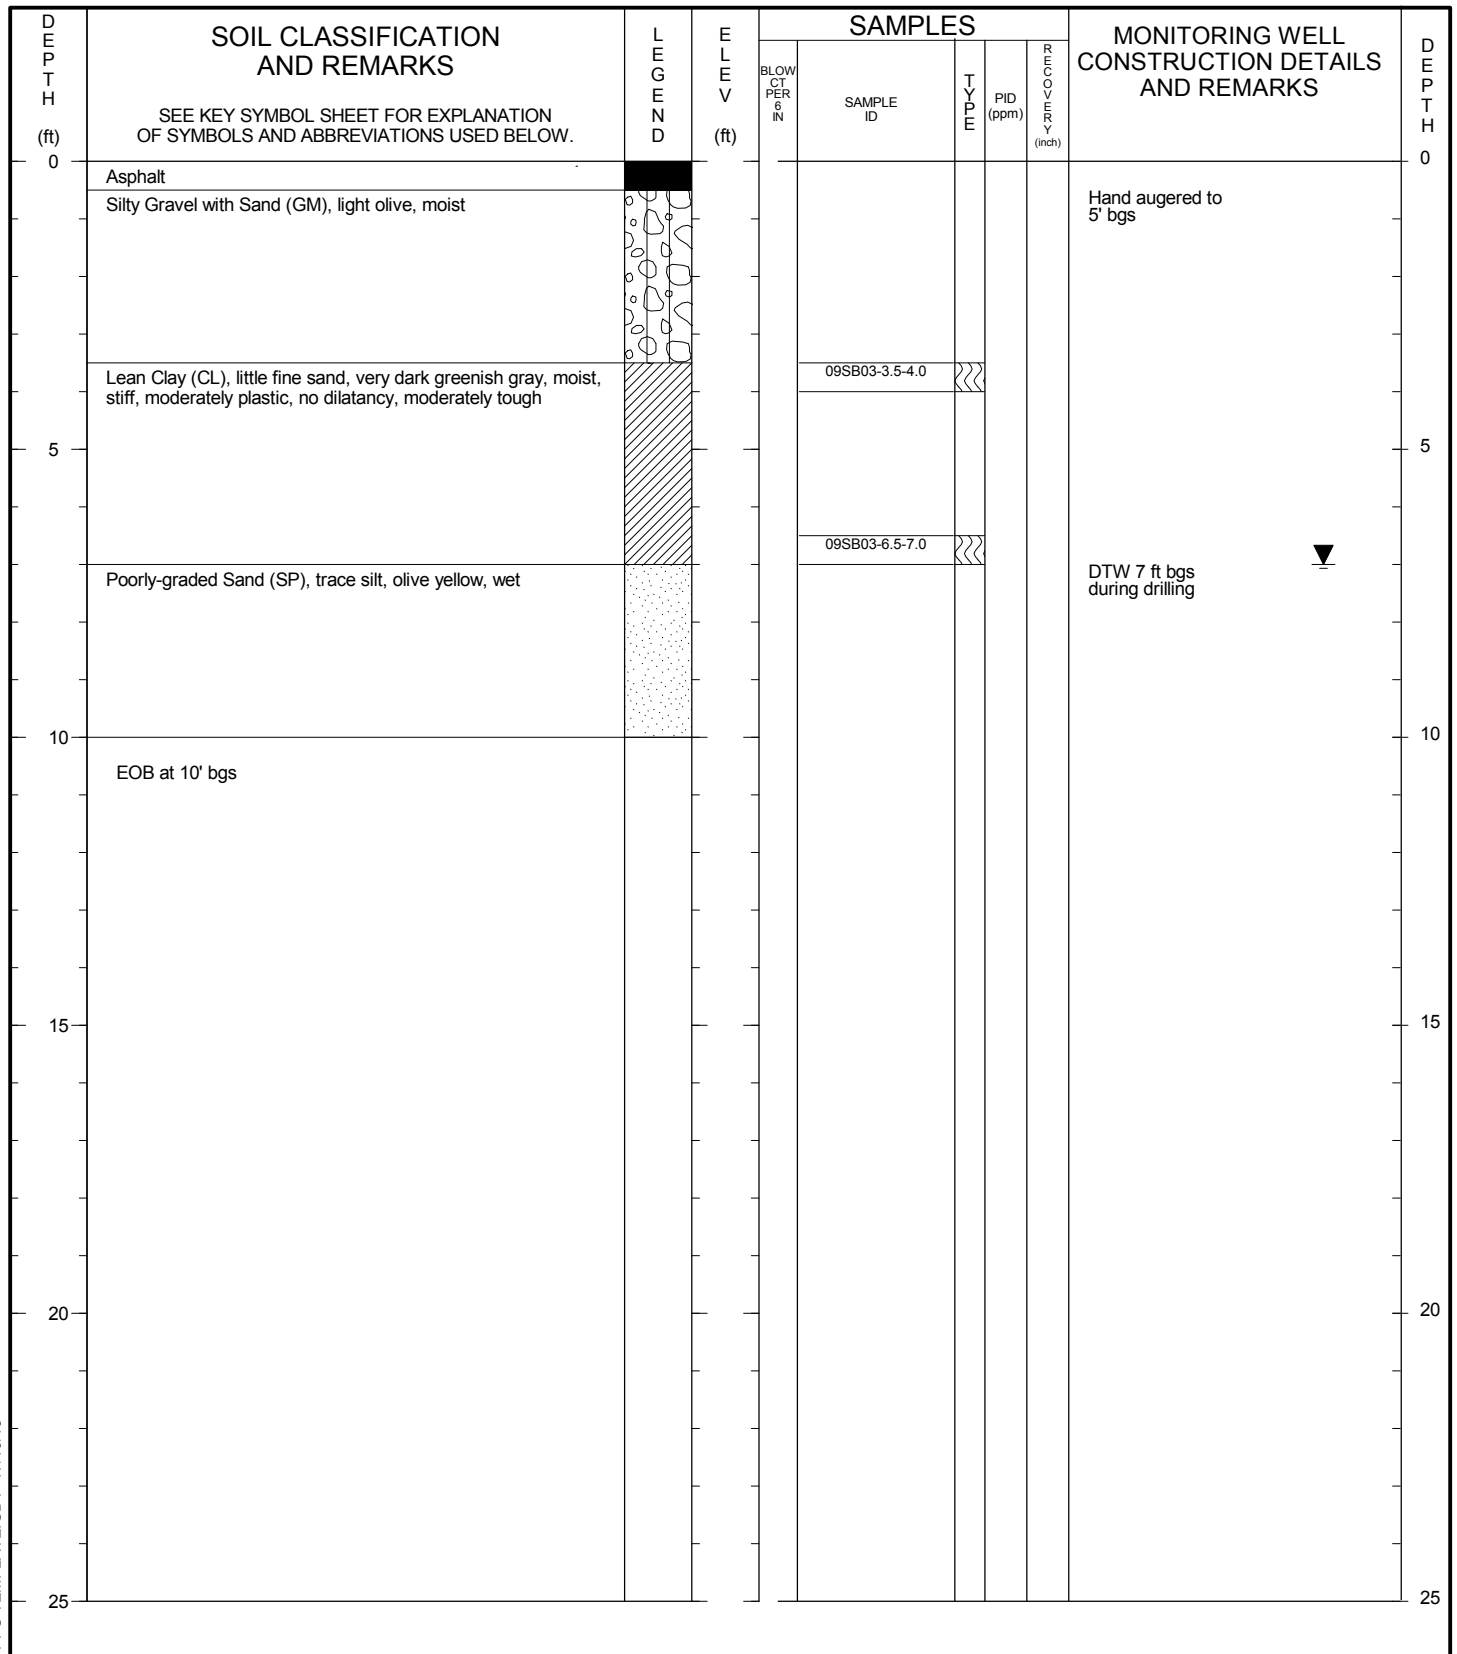 DEPTH
(ft)
SOIL CLASSIFICATION
AND REMARKS
SEE KEY SYMBOL SHEET FOR EXPLANATION
OF SYMBOLS AND ABBREVIATIONS USED BELOW.
LEGEND
ELEV
(ft)
SAMPLES
BLOW
CT
PER
6
IN
SAMPLE
ID
TYPE
PID
(ppm)
RECOVERY
(inch)
MONITORING WELL
CONSTRUCTION DETAILS
AND REMARKS
DEPTH
(ft)
0
0
Asphalt
Silty Gravel with Sand (GM), light olive, moist
Hand augered to
5' bgs
Lean Clay (CL), little fine sand, very dark greenish gray, moist,
stiff, moderately plastic, no dilatancy, moderately tough
09SB03-3.5-4.0
5
5
09SB03-6.5-7.0
Poorly-graded Sand (SP), trace silt, olive yellow, wet
DTW 7 ft bgs
during drilling
10
10
EOB at 10' bgs
15
15
20
20
25
25